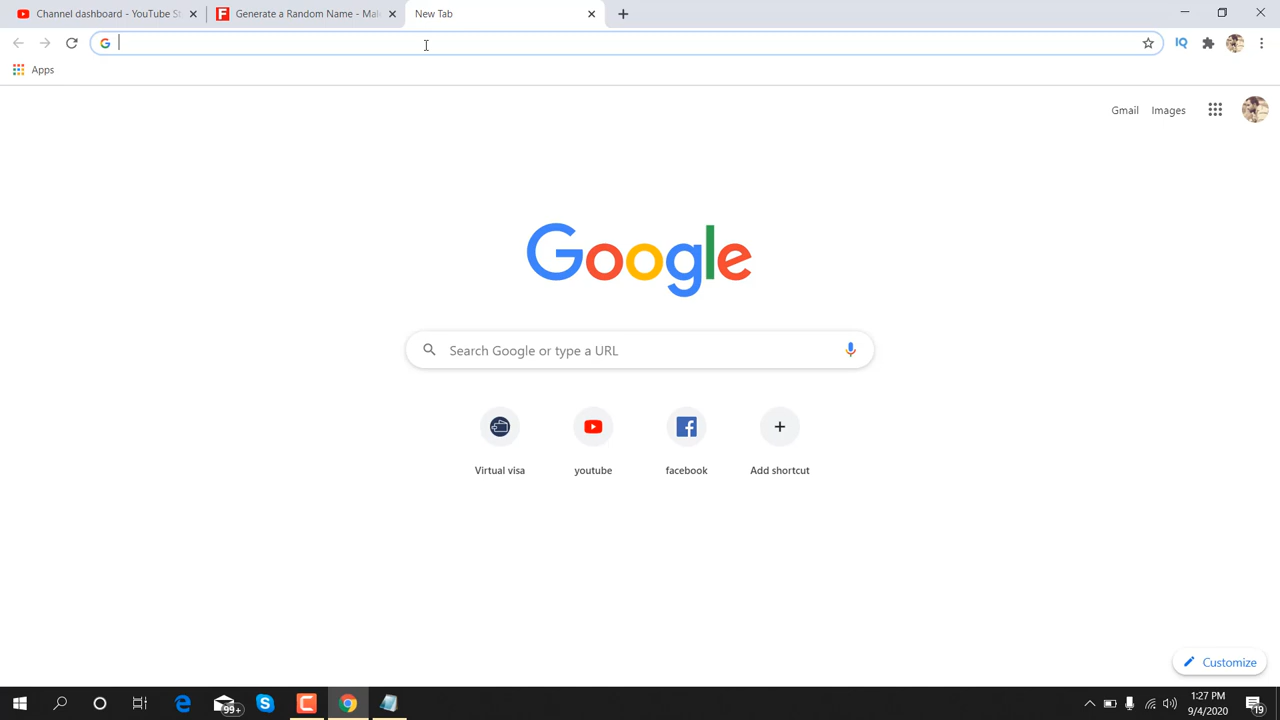 Channel dashboard - YouTube St
Generate a Random Name - Mal
New Tab
Apps
Gmail
Images
Google
Search Google or type a URL
Virtual visa
youtube
facebook
Add shortcut
Customize
99+
1:27 PM
9/4/2020
19